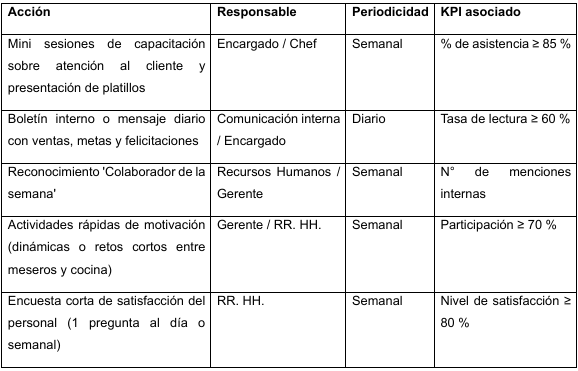 Acción Responsable Periodicidad KPI asociado
Mini sesiones de capacitación
sobre atención al cliente y
presentación de platillos
Encargado / Chef
Semanal
% de asistencia ≥ 85 %
Boletín interno o mensaje diario
con ventas, metas y felicitaciones
Comunicación interna
/ Encargado
Diario
Tasa de lectura ≥ 60 %
Reconocimiento 'Colaborador de la
semana'
Recursos Humanos /
Gerente
Semanal
N° de menciones
internas
Actividades rápidas de motivación
(dinámicas o retos cortos entre
meseros y cocina)
Gerente / RR. HH.
Semanal
Participación ≥ 70 %
Encuesta corta de satisfacción del
personal (1 pregunta al día o
semanal)
RR. HH.
Semanal
Nivel de satisfacción ≥
80 %